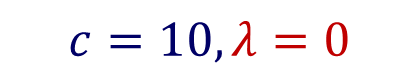 c = 10, λ = 0